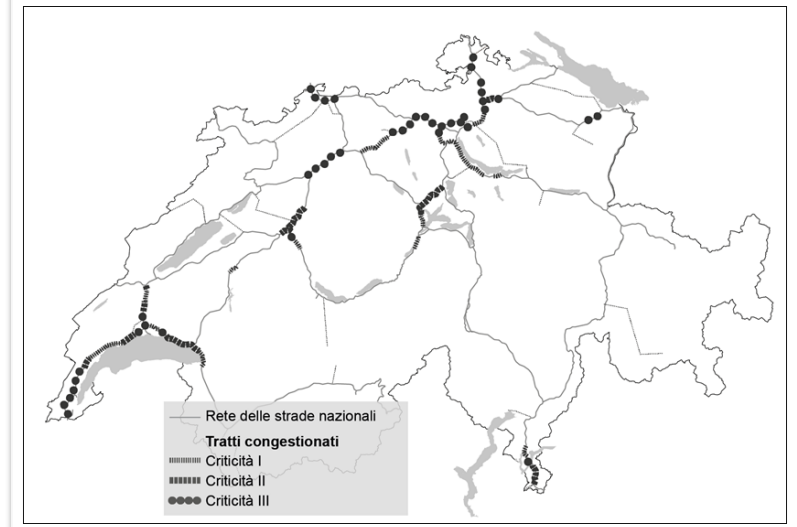 Rete delle strade nazionali
Tratti congestionati
Criticità I
Criticità II
Criticità III